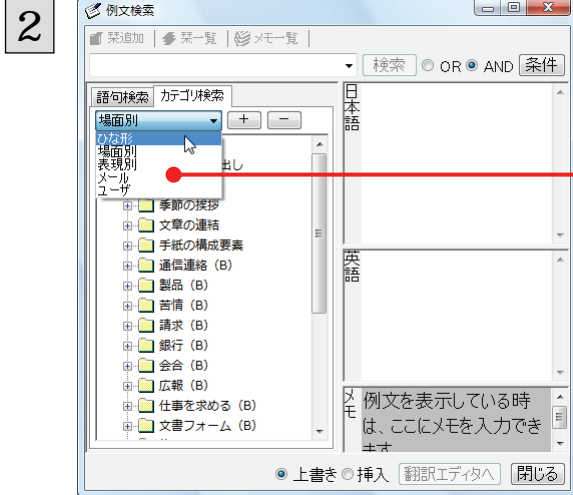 2
例文検索
栞追加 栞一覧 メモ一覧
検索 OR AND 条件
語句検索 カテゴリ検索
場面別 + −
ひな形
場面別
表現別
メール
ユーザ
出し
季節の挨拶
文章の連結
手紙の構成要素
通信連絡（B）
製品（B）
苦情（B）
請求（B）
銀行（B）
会合（B）
広報（B）
仕事を求める（B）
文書フォーム（B）
日本語
英語
メモ
例文を表示している時
は、ここにメモを入力でき
ます
上書き 挿入 翻訳エディタへ 閉じる